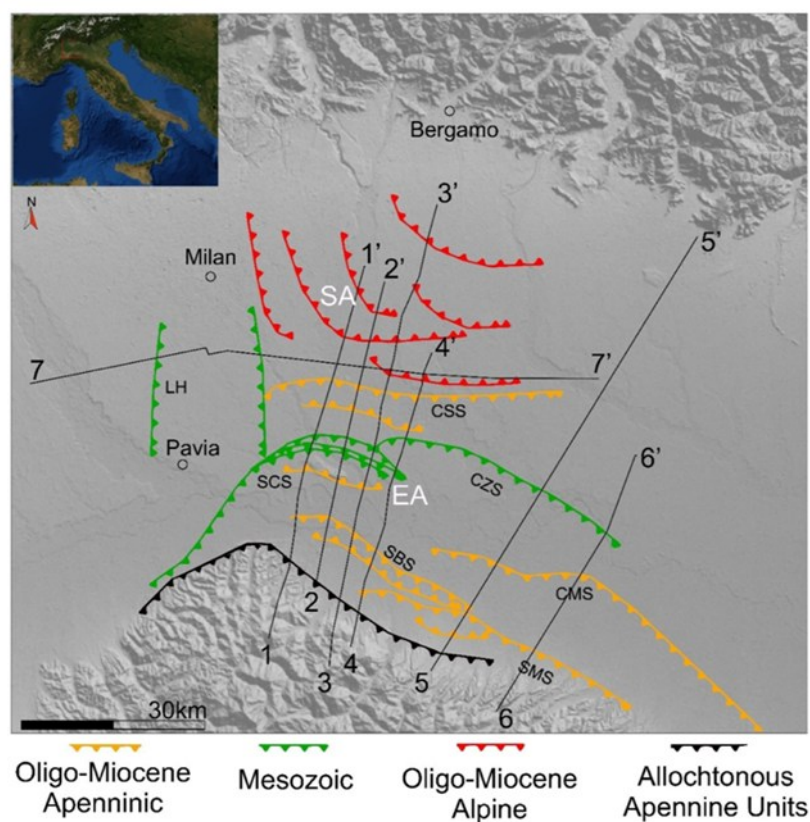 Bergamo
N
3'
5'
Milan
1'
2'
SA
4'
7
7'
LH
CSS
Pavia
6'
SCS
CZS
EA
SBS
CMS
2
1
3
4
5
SMS
6
30km
Oligo-Miocene
Apenninic
Mesozoic
Oligo-Miocene
Alpine
Allochtonous
Apennine Units